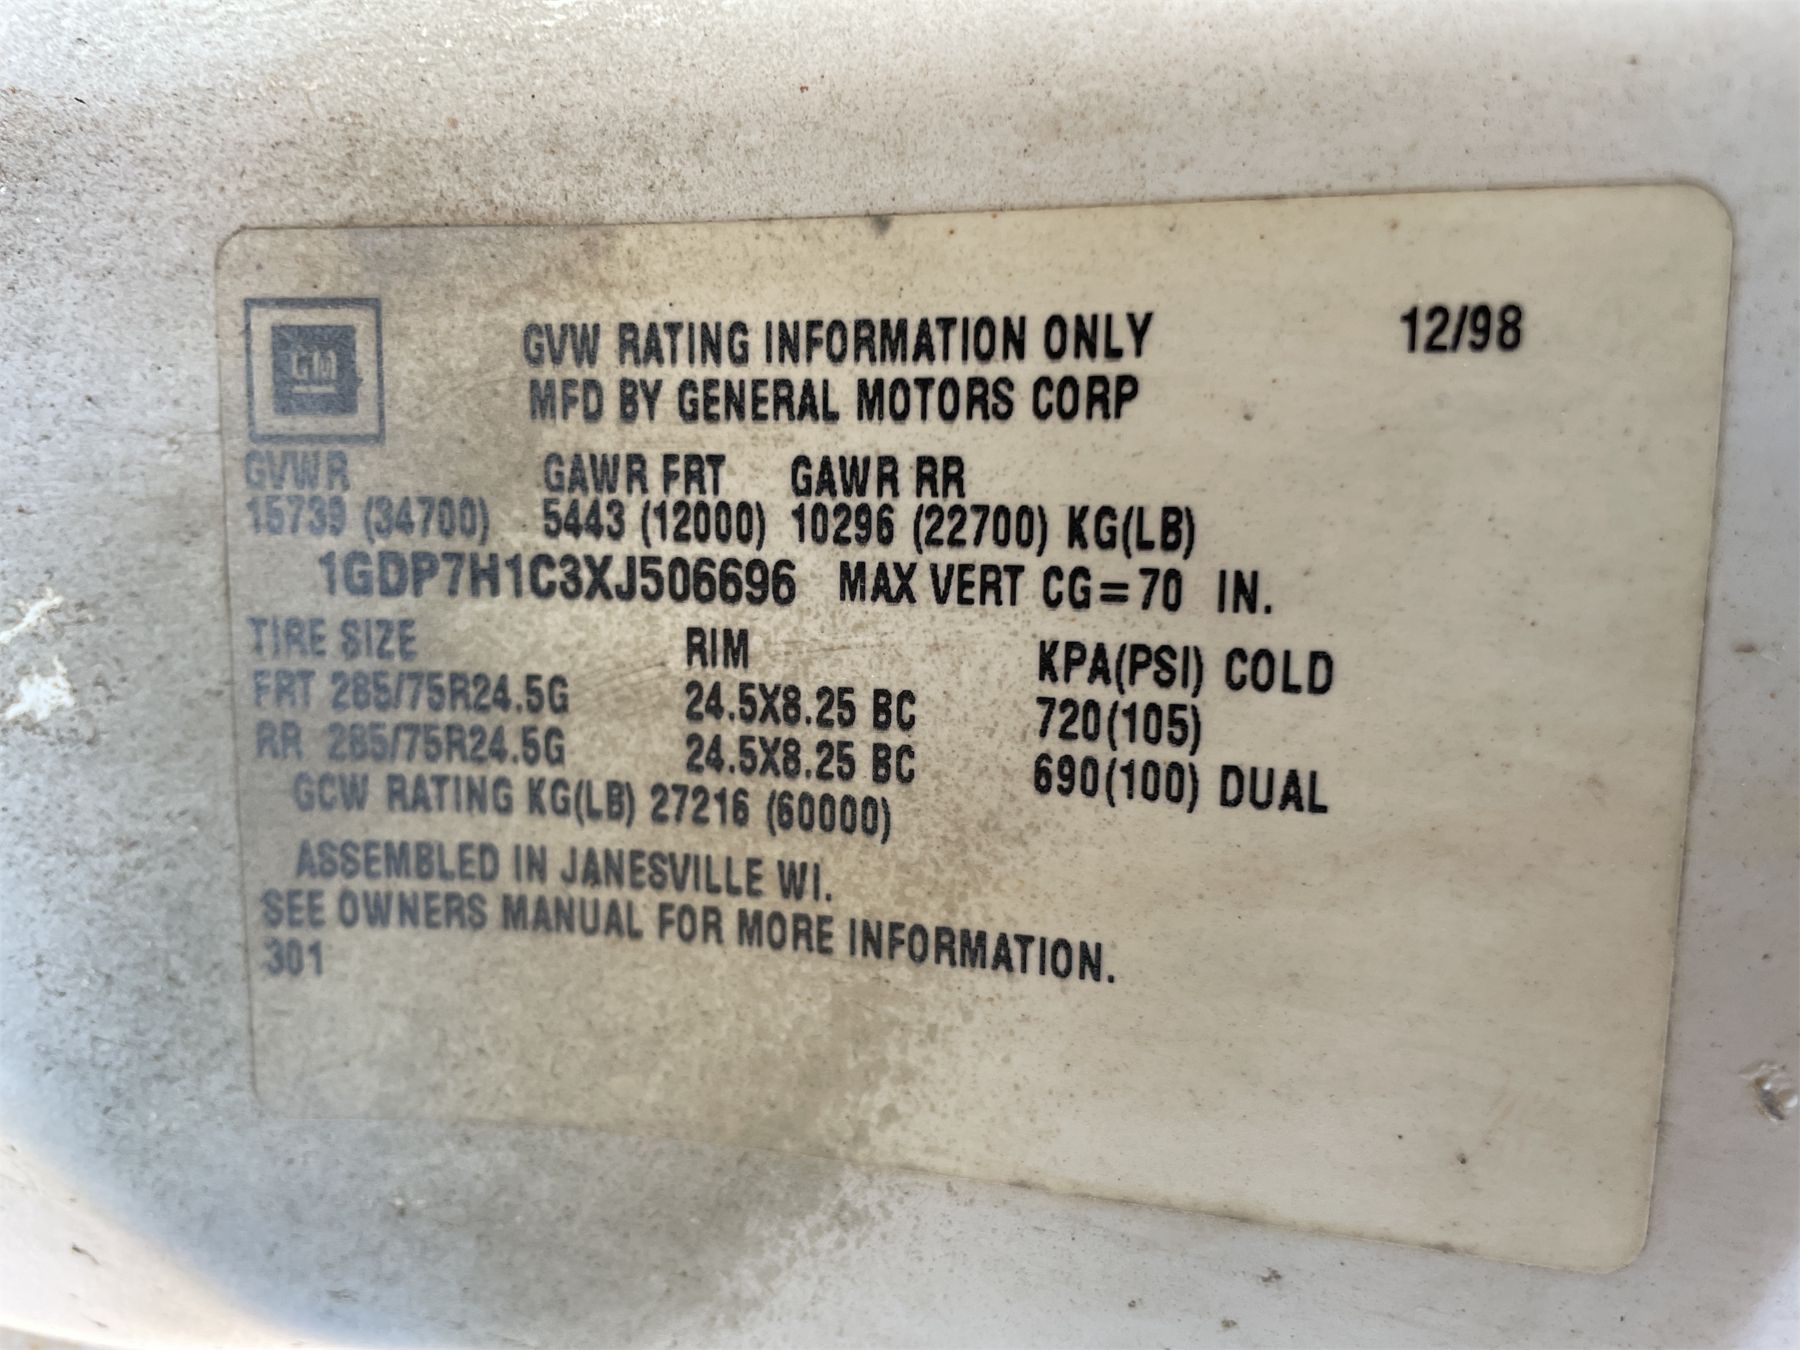 GM
GVW RATING INFORMATION ONLY 12/98
MFD BY GENERAL MOTORS CORP
GVWR GAWR FRT GAWR RR
15739 (34700) 5443 (12000) 10296 (22700) KG(LB)
1GDP7H1C3XJ506696 MAX VERT CG=70 IN.
TIRE SIZE RIM KPA(PSI) COLD
FRT 285/75R24.5G 24.5X8.25 BC 720(105)
RR 285/75R24.5G 24.5X8.25 BC 690(100) DUAL
GCW RATING KG(LB) 27216 (60000)
ASSEMBLED IN JANESVILLE WI.
SEE OWNERS MANUAL FOR MORE INFORMATION.
301